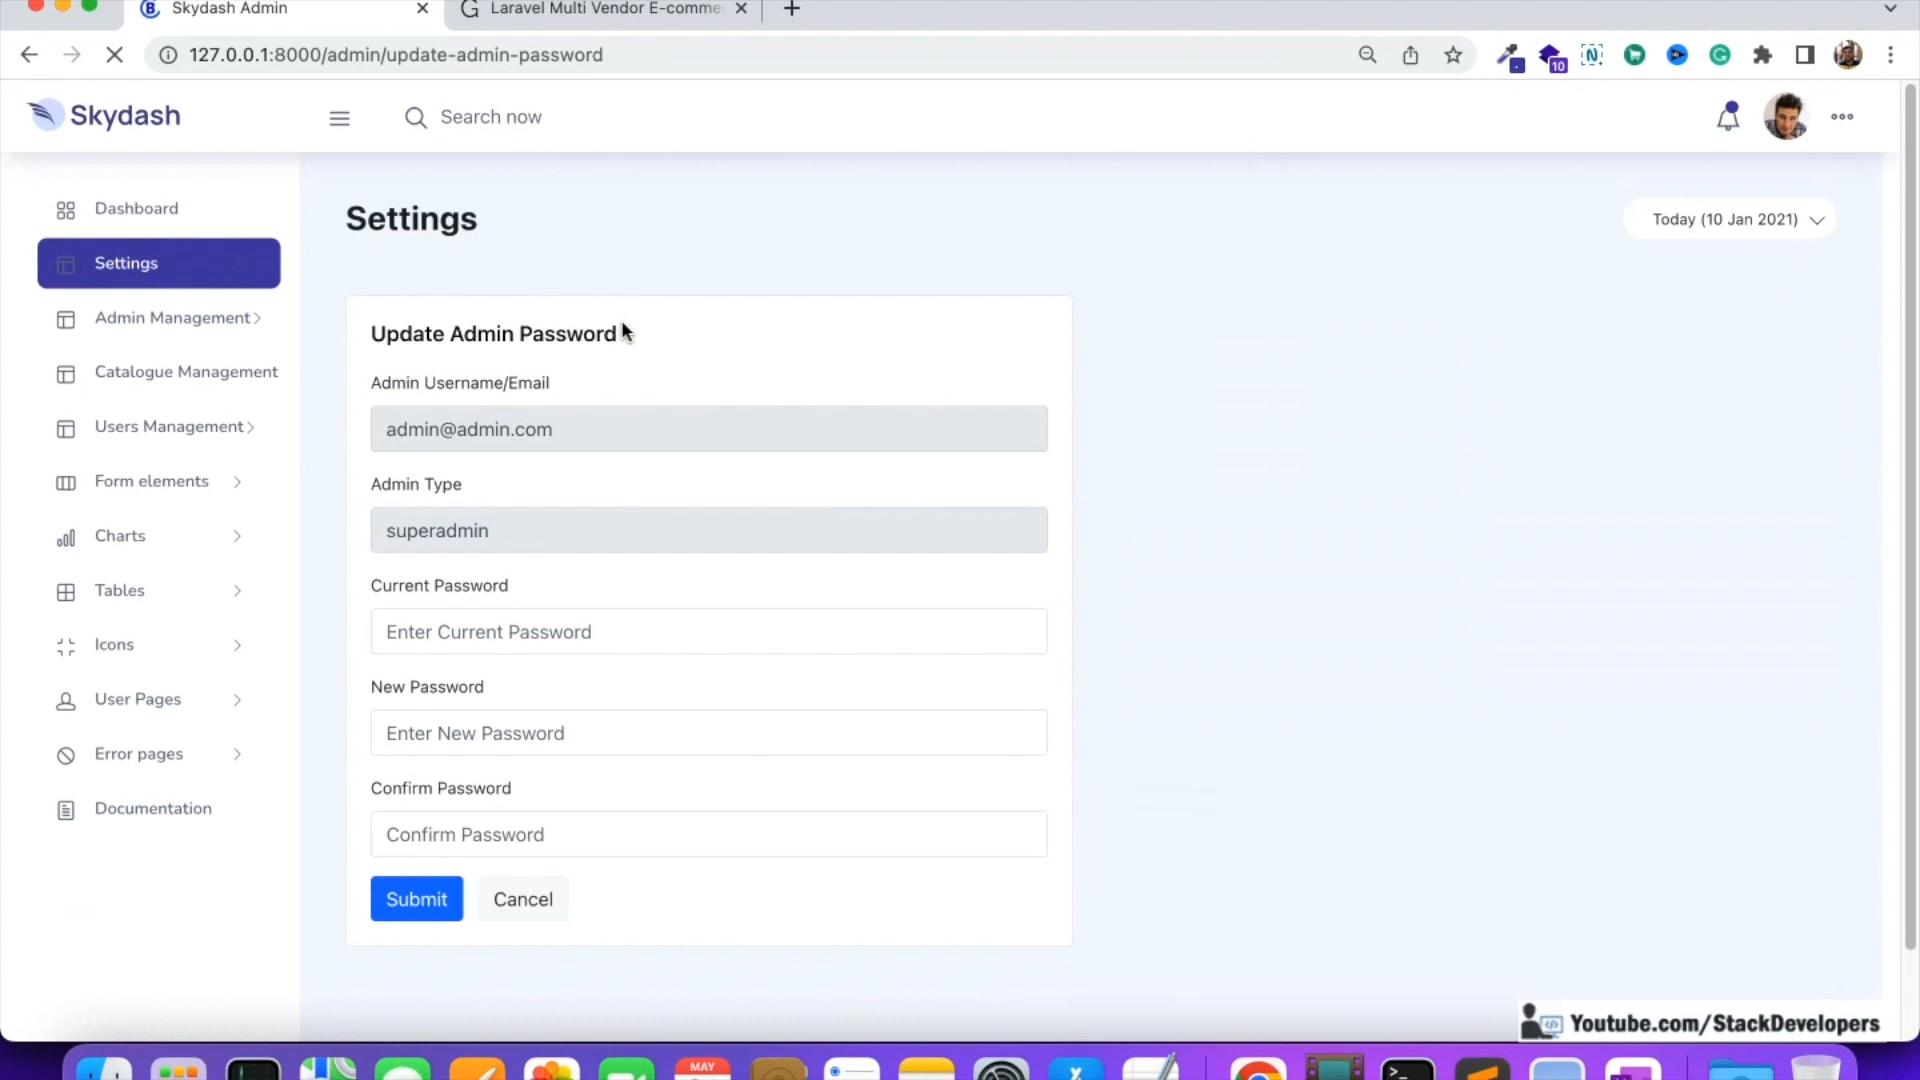 Skydash Admin
Laravel Multi Vendor E-comme
127.0.0.1:8000/admin/update-admin-password
10
Skydash
Search now
Dashboard
Settings
Admin Management
Catalogue Management
Users Management
Form elements
Charts
Tables
Icons
User Pages
Error pages
Documentation
Settings
Today (10 Jan 2021)
Update Admin Password
Admin Username/Email
admin@admin.com
Admin Type
superadmin
Current Password
Enter Current Password
New Password
Enter New Password
Confirm Password
Confirm Password
Submit
Cancel
Youtube.com/StackDevelopers
MAY